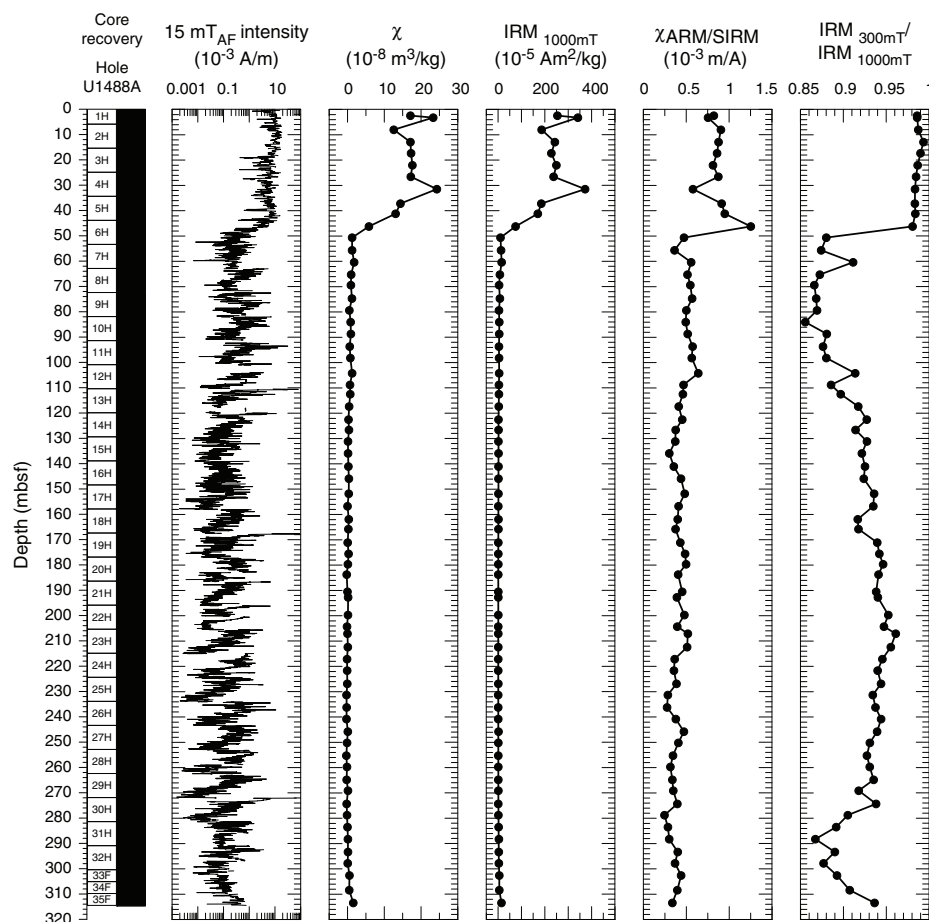 Core recovery
Hole U1488A
15 mT AF intensity (10-3 A/m)
0.001 0.1 10
χ (10-8 m3/kg)
0 10 20 30
IRM 1000mT (10-5 Am2/kg)
0 200 400
χARM/SIRM (10-3 m/A)
0 0.5 1 1.5
IRM 300mT/ IRM 1000mT
0.85 0.9 0.95 1
Depth (mbsf)
0
10
20
30
40
50
60
70
80
90
100
110
120
130
140
150
160
170
180
190
200
210
220
230
240
250
260
270
280
290
300
310
320
1H
2H
3H
4H
5H
6H
7H
8H
9H
10H
11H
12H
13H
14H
15H
16H
17H
18H
19H
20H
21H
22H
23H
24H
25H
26H
27H
28H
29H
30H
31H
32H
33F
34F
35F